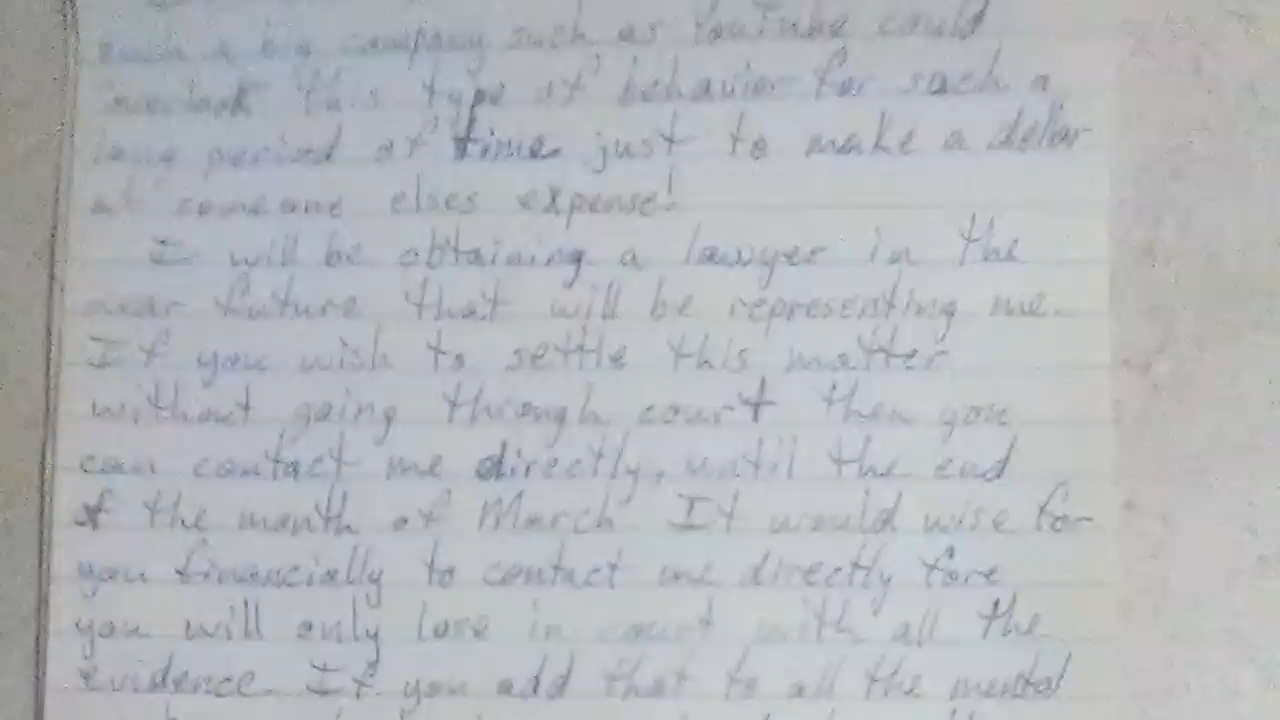 such a big company such as YouTube could
overlook this type of behavior for such a
long period of time just to make a dollar
at someone elses expense!
I will be obtaining a lawyer in the
near future that will be representing me.
If you wish to settle this matter
without going through court then you
can contact me directly, until the end
of the month of March It would wise for
you financially to contact me directly fore
you will only lose in court with all the
evidence. If you add that to all the mental